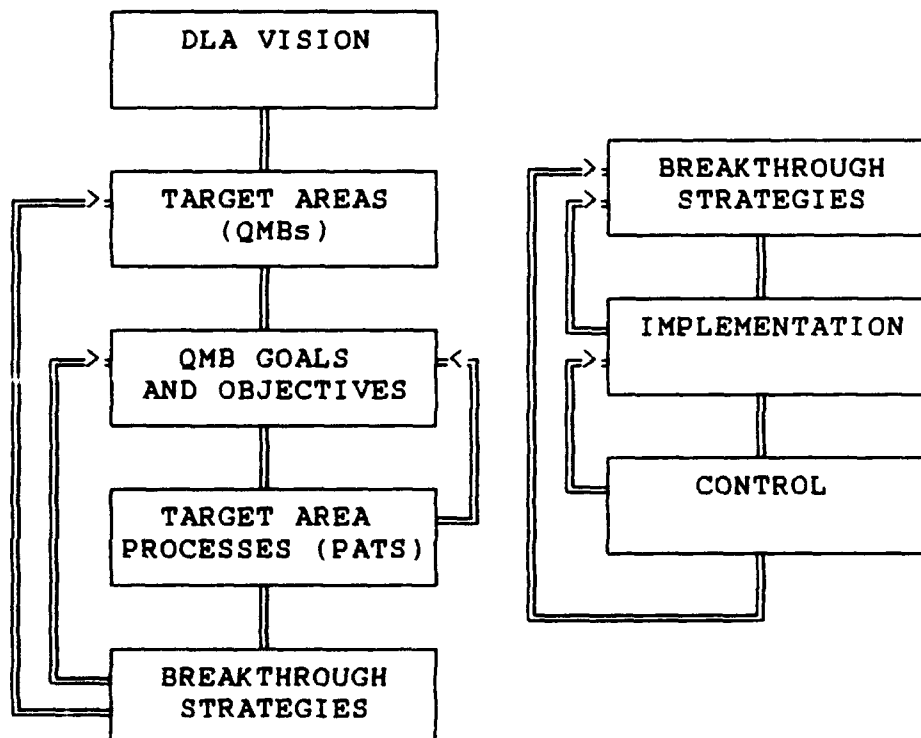 DLA VISION
TARGET AREAS
(QMBs)
QMB GOALS
AND OBJECTIVES
TARGET AREA
PROCESSES (PATS)
BREAKTHROUGH
STRATEGIES
BREAKTHROUGH
STRATEGIES
IMPLEMENTATION
CONTROL